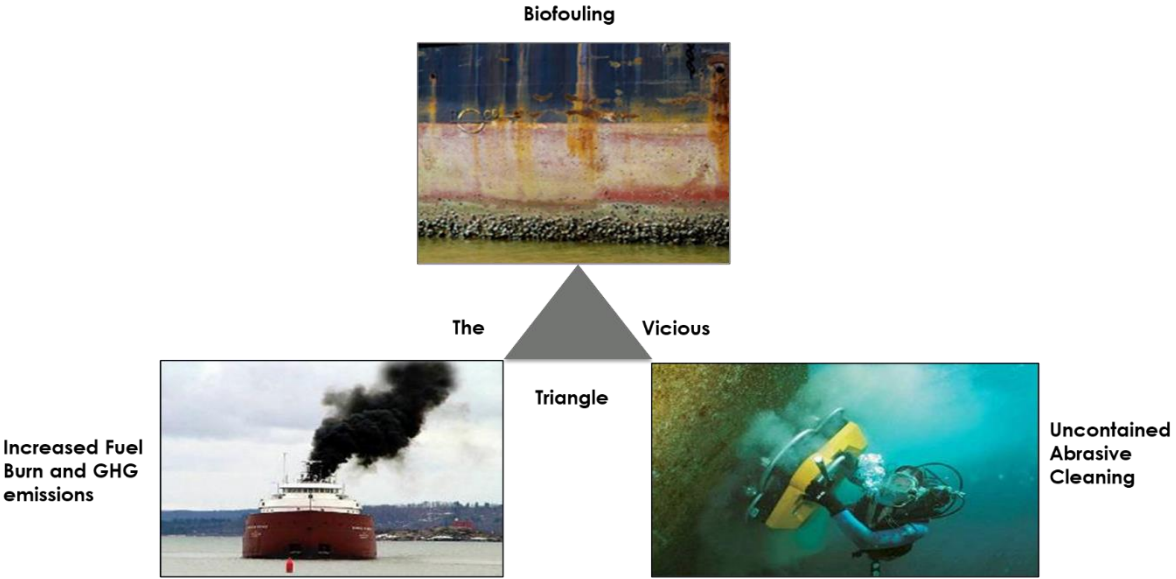 Biofouling
The Vicious
Triangle
Increased Fuel
Burn and GHG
emissions
Uncontained
Abrasive
Cleaning